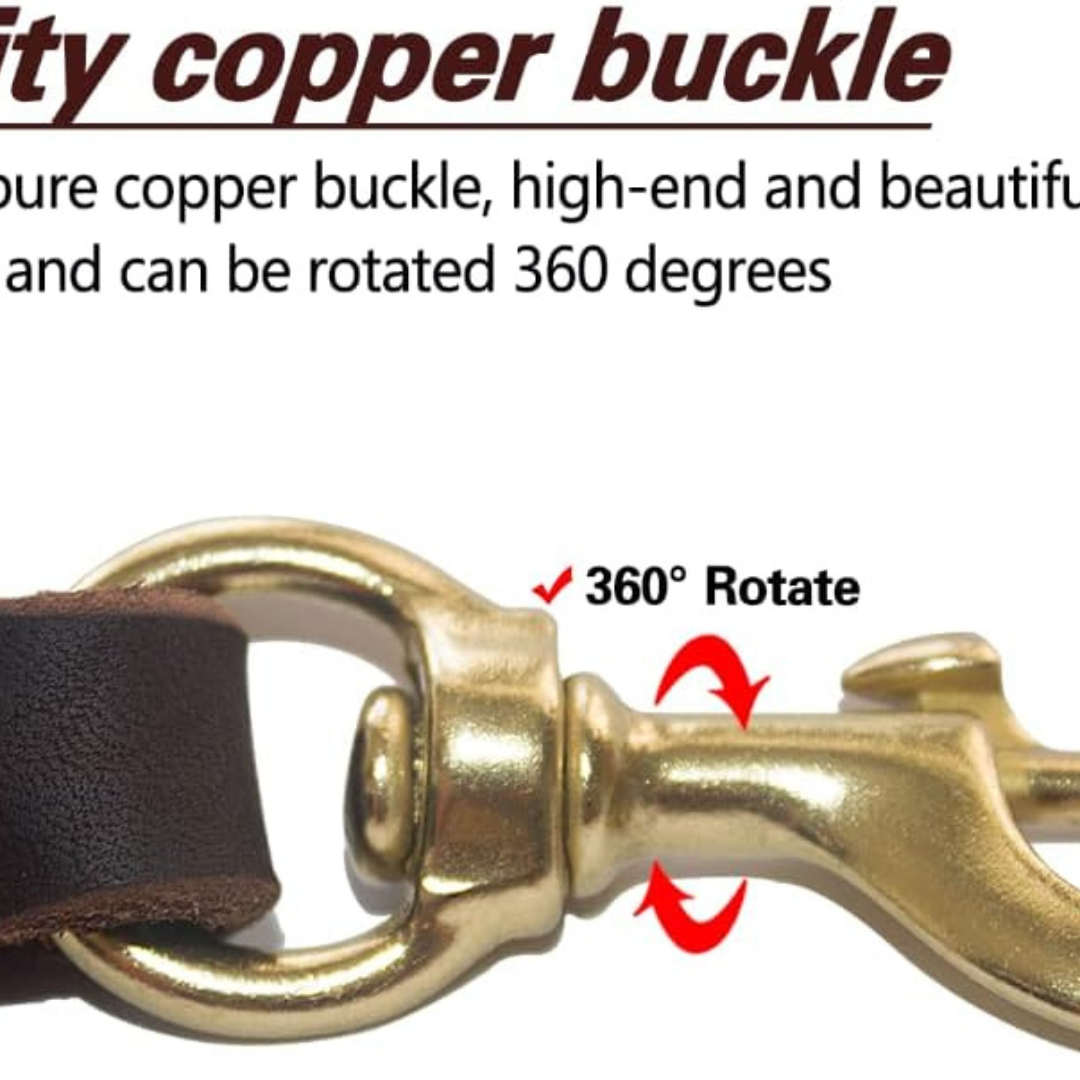 ity copper buckle
pure copper buckle, high-end and beautifu
and can be rotated 360 degrees
360° Rotate